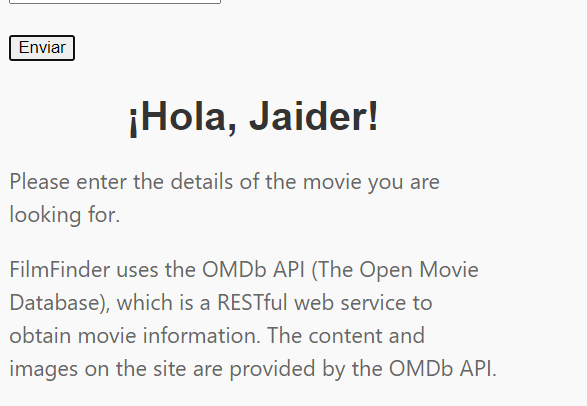 Enviar
¡Hola, Jaider!
Please enter the details of the movie you are
looking for.
FilmFinder uses the OMDb API (The Open Movie
Database), which is a RESTful web service to
obtain movie information. The content and
images on the site are provided by the OMDb API.